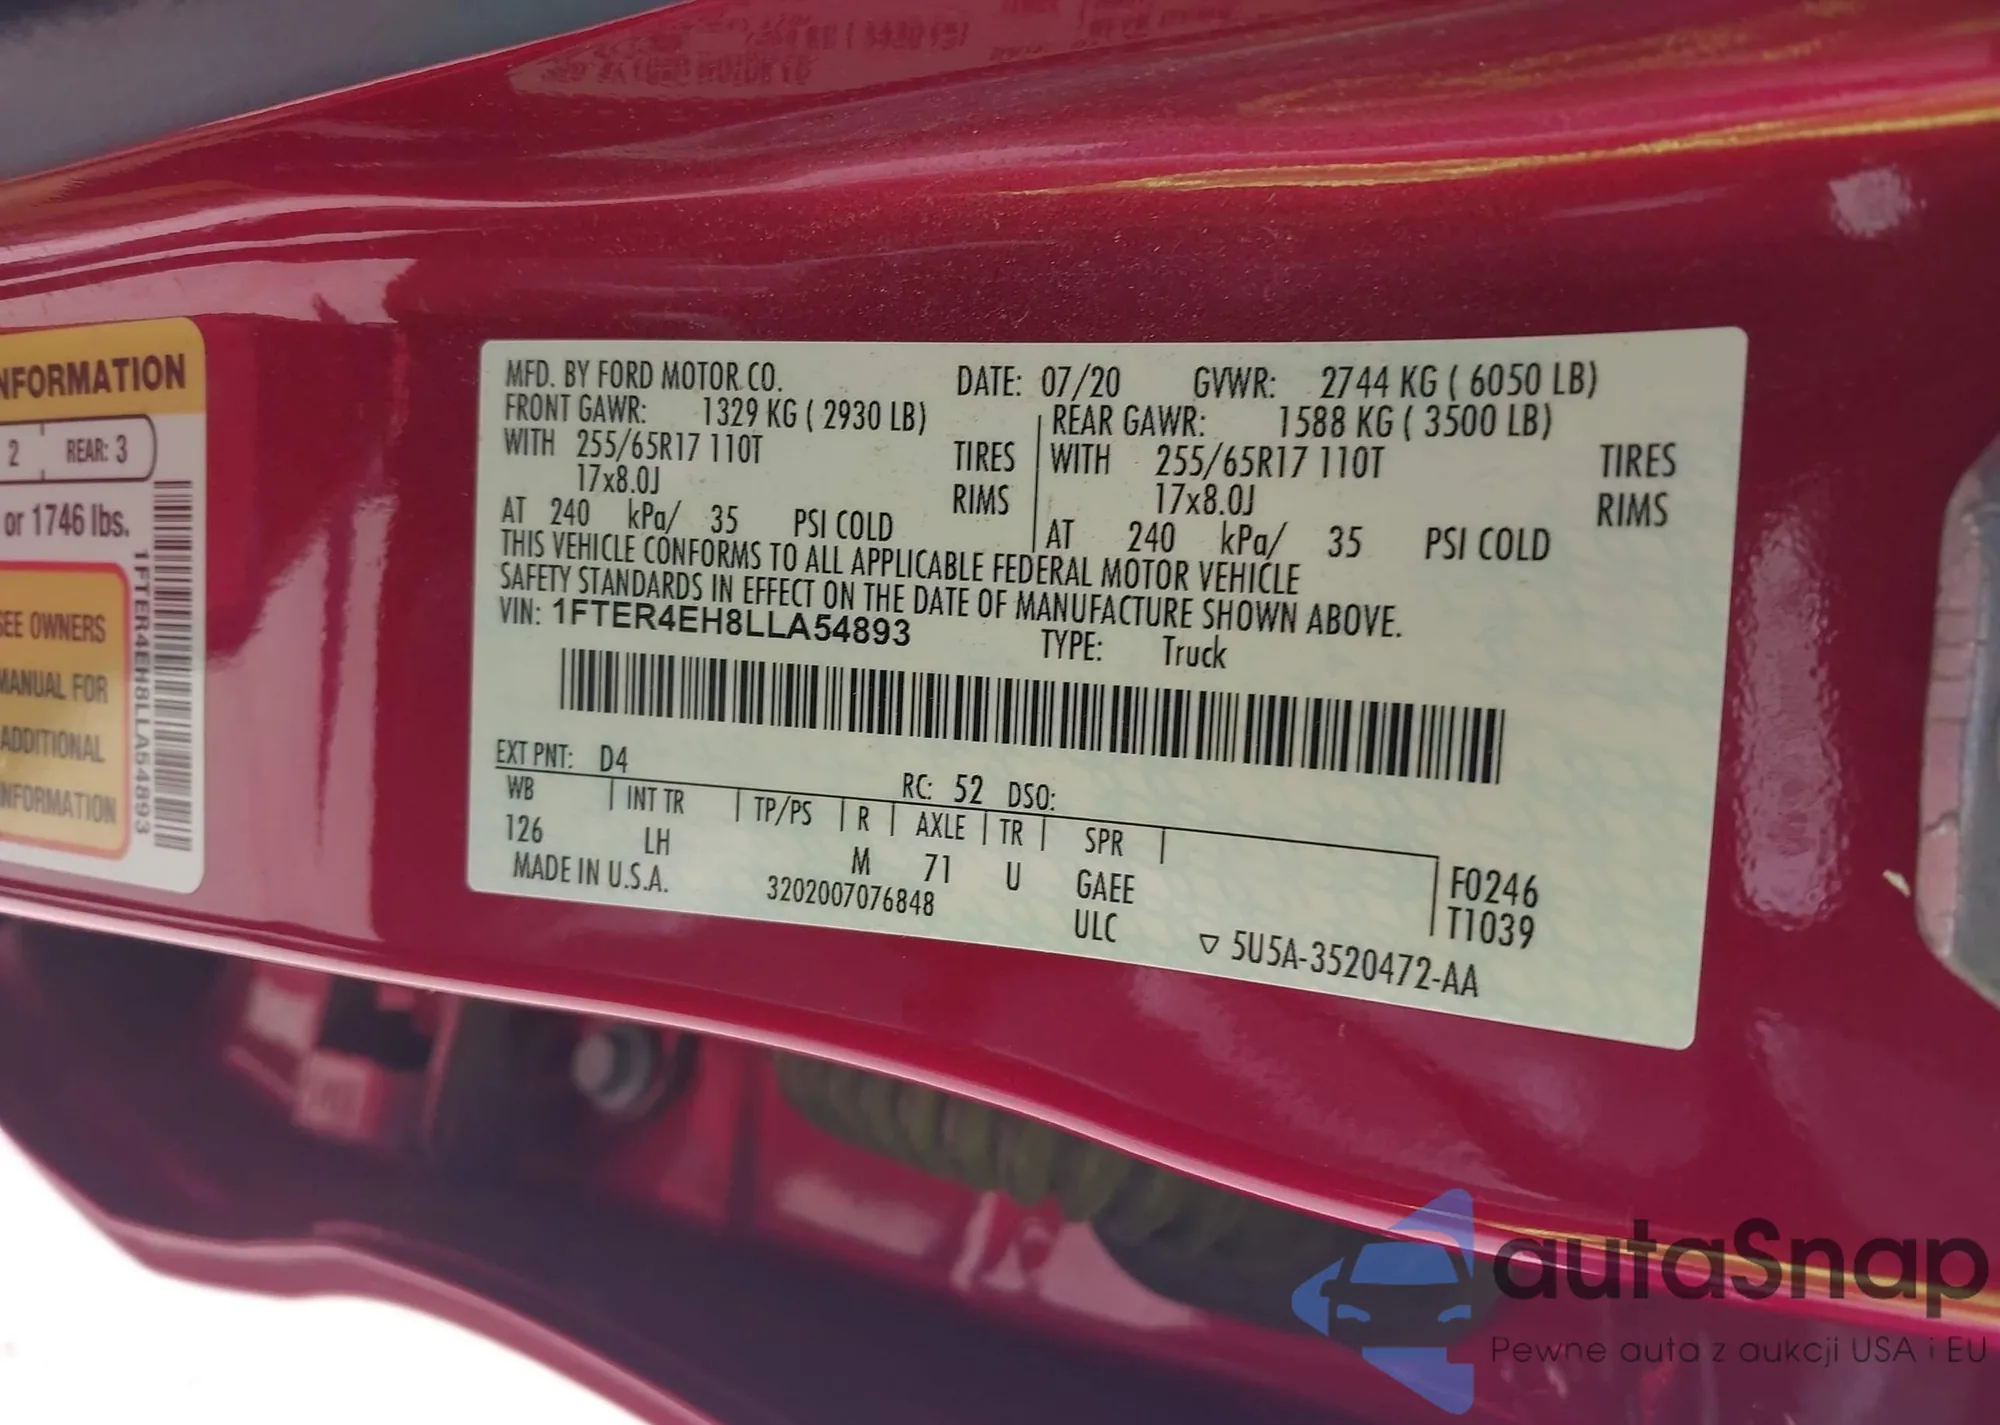 NFORMATION
2 REAR: 3
or 1746 lbs.
SEE OWNERS
MANUAL FOR
ADDITIONAL
INFORMATION
1FTER4EH8LLA54893
MFD. BY FORD MOTOR CO. DATE: 07/20 GVWR: 2744 KG ( 6050 LB)
FRONT GAWR: 1329 KG ( 2930 LB) REAR GAWR: 1588 KG ( 3500 LB)
WITH 255/65R17 110T TIRES WITH 255/65R17 110T TIRES
17x8.0J RIMS 17x8.0J RIMS
AT 240 kPa/ 35 PSI COLD AT 240 kPa/ 35 PSI COLD
THIS VEHICLE CONFORMS TO ALL APPLICABLE FEDERAL MOTOR VEHICLE
SAFETY STANDARDS IN EFFECT ON THE DATE OF MANUFACTURE SHOWN ABOVE.
VIN: 1FTER4EH8LLA54893 TYPE: Truck
EXT PNT: D4 RC: 52 DSO:
WB INT TR TP/PS R AXLE TR SPR
126 LH M 71 U GAEE F0246
MADE IN U.S.A. 3202007076848 ULC T1039
▽ 5U5A-3520472-AA
autaSnap
Pewne auta z aukcji USA i EU